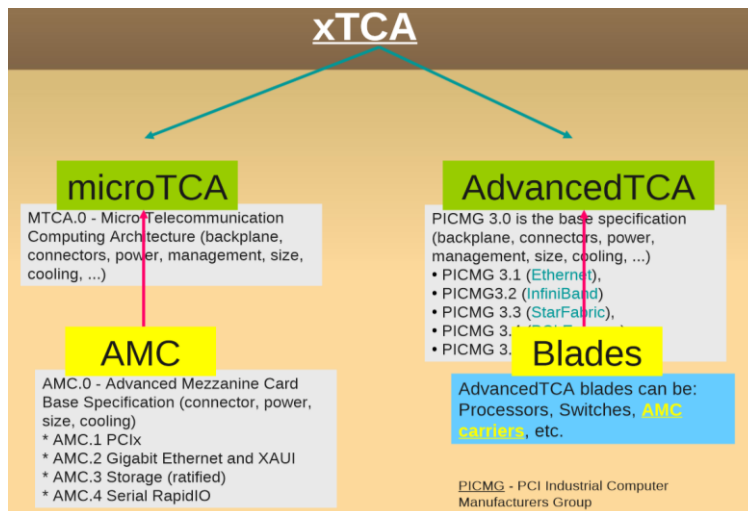 xTCA
microTCA
MTCA.0 - Micro Telecommunication
Computing Architecture (backplane,
connectors, power, management, size,
cooling, ...)
AMC
AMC.0 - Advanced Mezzanine Card
Base Specification (connector, power,
size, cooling)
* AMC.1 PCIx
* AMC.2 Gigabit Ethernet and XAUI
* AMC.3 Storage (ratified)
* AMC.4 Serial RapidIO
AdvancedTCA
PICMG 3.0 is the base specification
(backplane, connectors, power,
management, size, cooling, ...)
• PICMG 3.1 (Ethernet),
• PICMG3.2 (InfiniBand)
• PICMG 3.3 (StarFabric),
• PICMG 3.
• PICMG 3.
Blades
AdvancedTCA blades can be:
Processors, Switches, AMC
carriers, etc.
PICMG - PCI Industrial Computer
Manufacturers Group